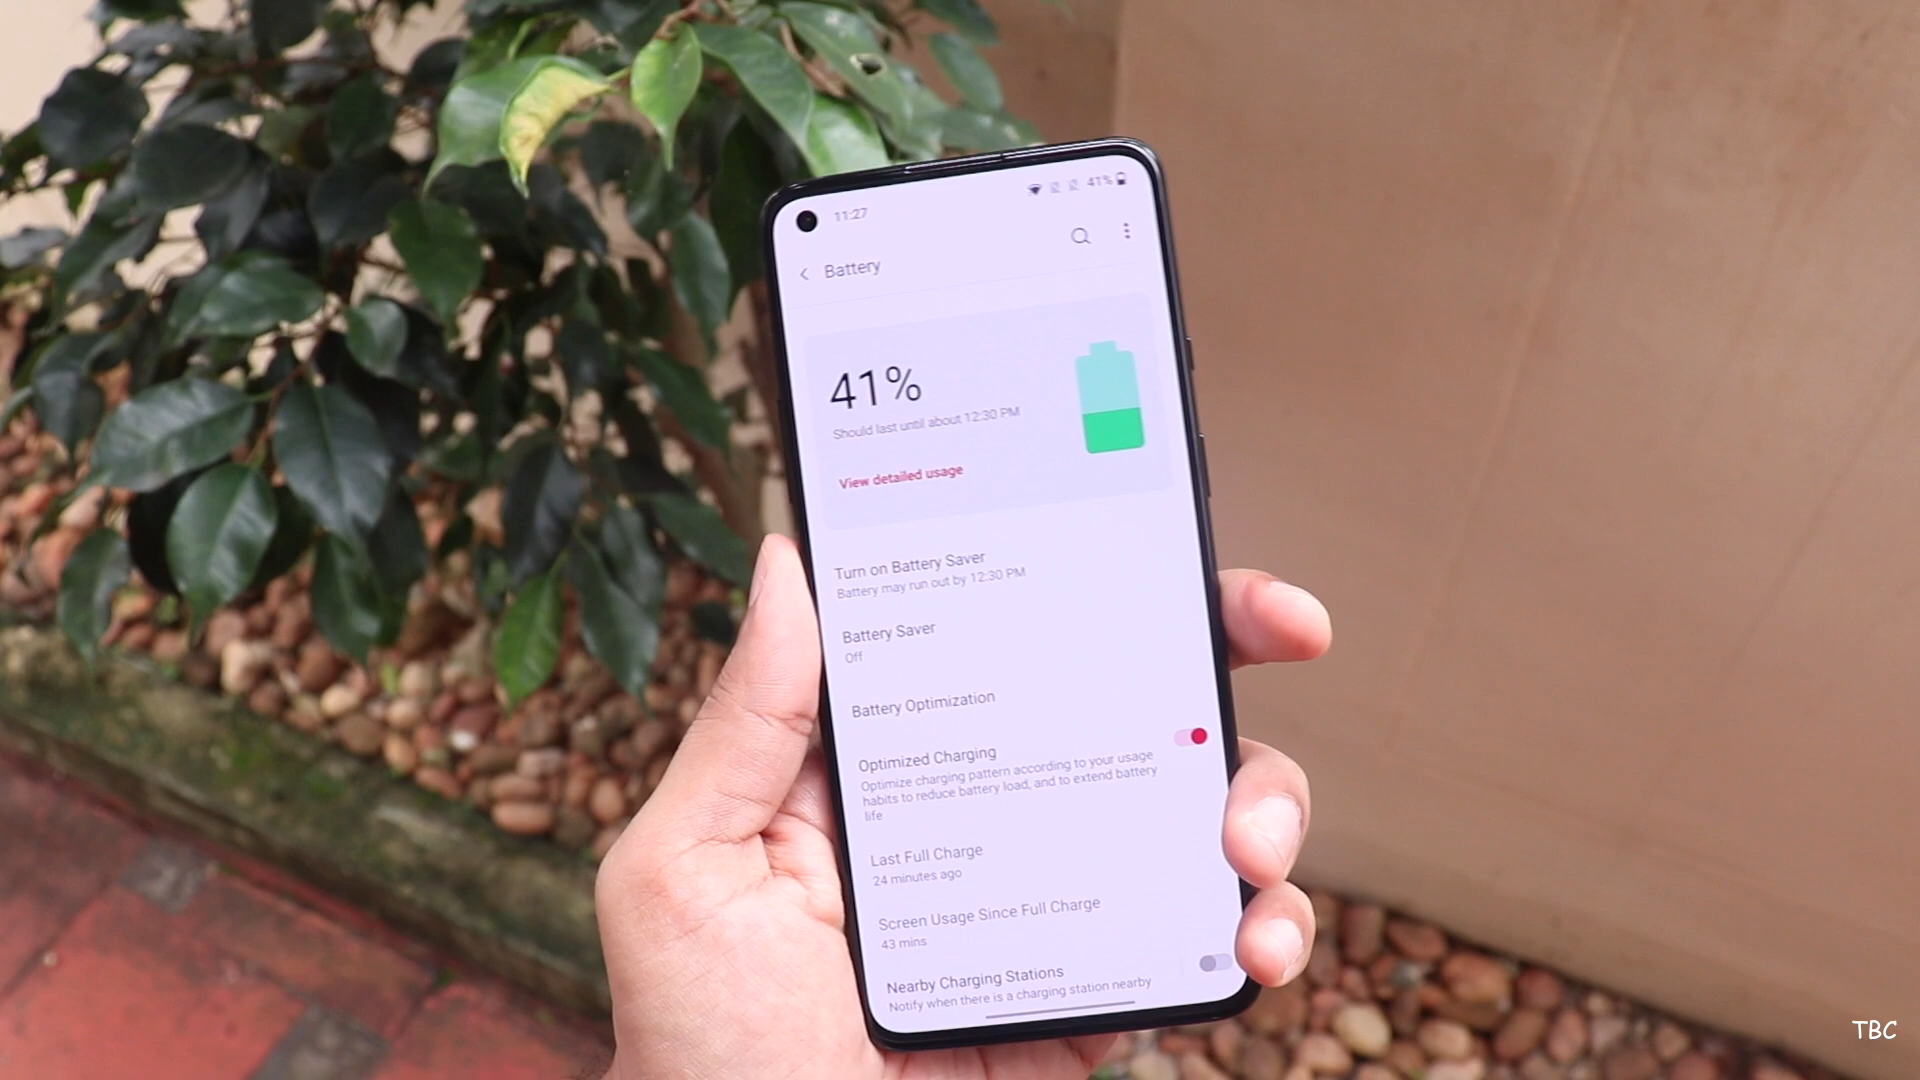 11:27
41%
Battery
41%
Should last until about 12:30 PM
View detailed usage
Turn on Battery Saver
Battery may run out by 12:30 PM
Battery Saver
Off
Battery Optimization
Optimized Charging
Optimize charging pattern according to your usage
habits to reduce battery load, and to extend battery
life
Last Full Charge
24 minutes ago
Screen Usage Since Full Charge
43 mins
Nearby Charging Stations
Notify when there is a charging station nearby
TBC